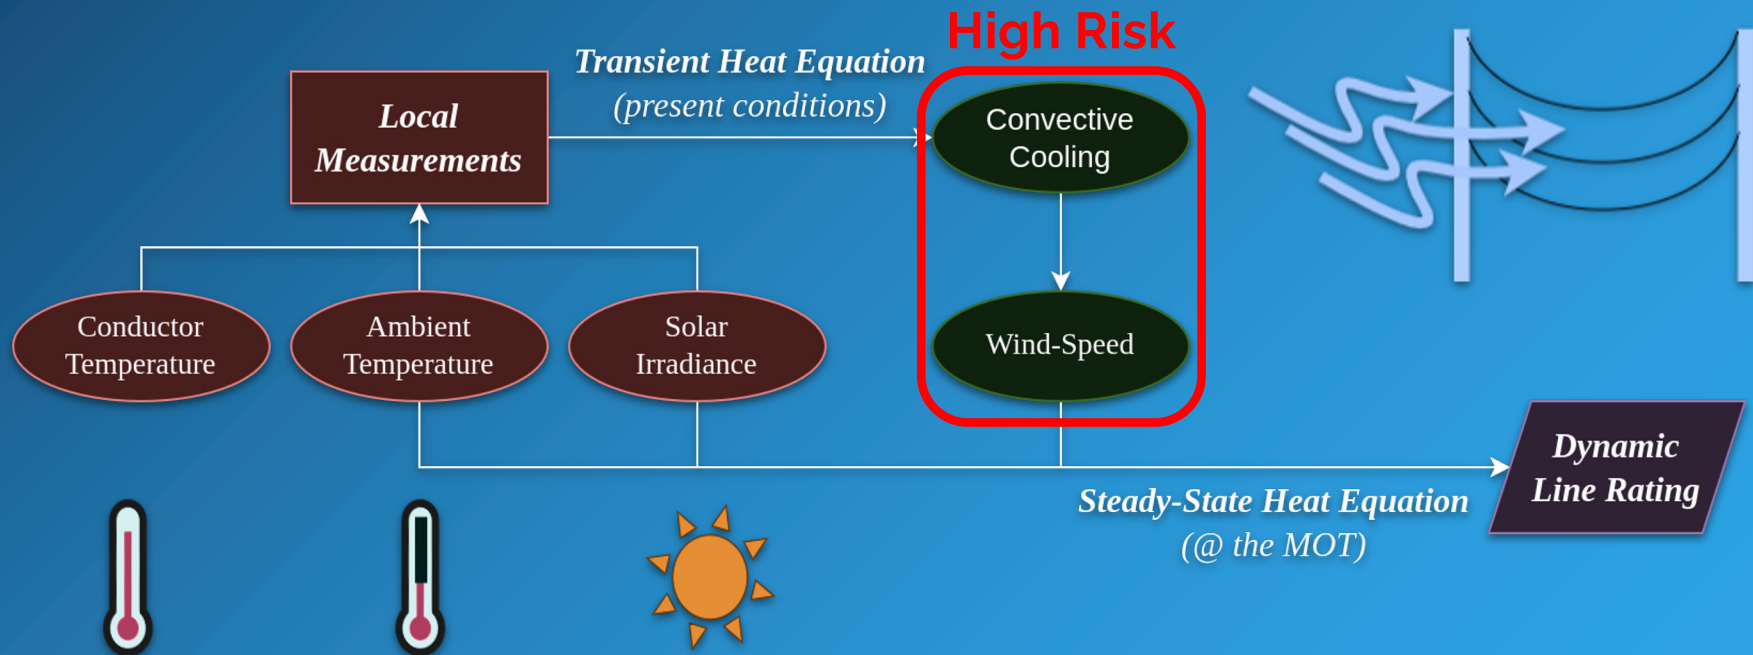 High Risk
Transient Heat Equation
(present conditions)
Local
Measurements
Convective
Cooling
Conductor
Temperature
Ambient
Temperature
Solar
Irradiance
Wind-Speed
Dynamic
Line Rating
Steady-State Heat Equation
(@ the MOT)